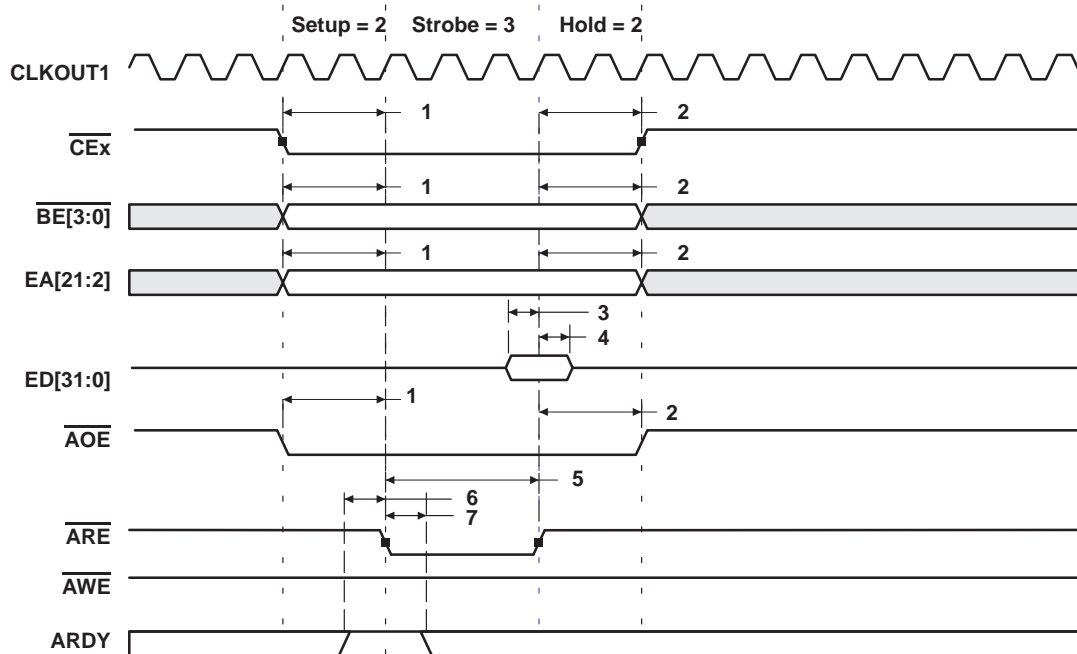 Setup = 2 Strobe = 3 Hold = 2
CLKOUT1
1 2
CEx
1 2
BE[3:0]
1 2
EA[21:2]
3
4
ED[31:0]
1 2
AOE
5
6
7
ARE
AWE
ARDY